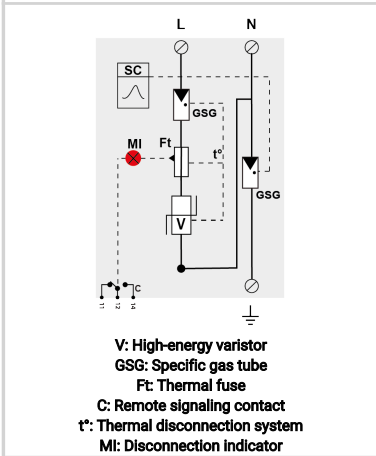 L N
SC
GSG
MI Ft t°
GSG
V
C
11 12 14
V: High-energy varistor
GSG: Specific gas tube
Ft: Thermal fuse
C: Remote signaling contact
t°: Thermal disconnection system
MI: Disconnection indicator